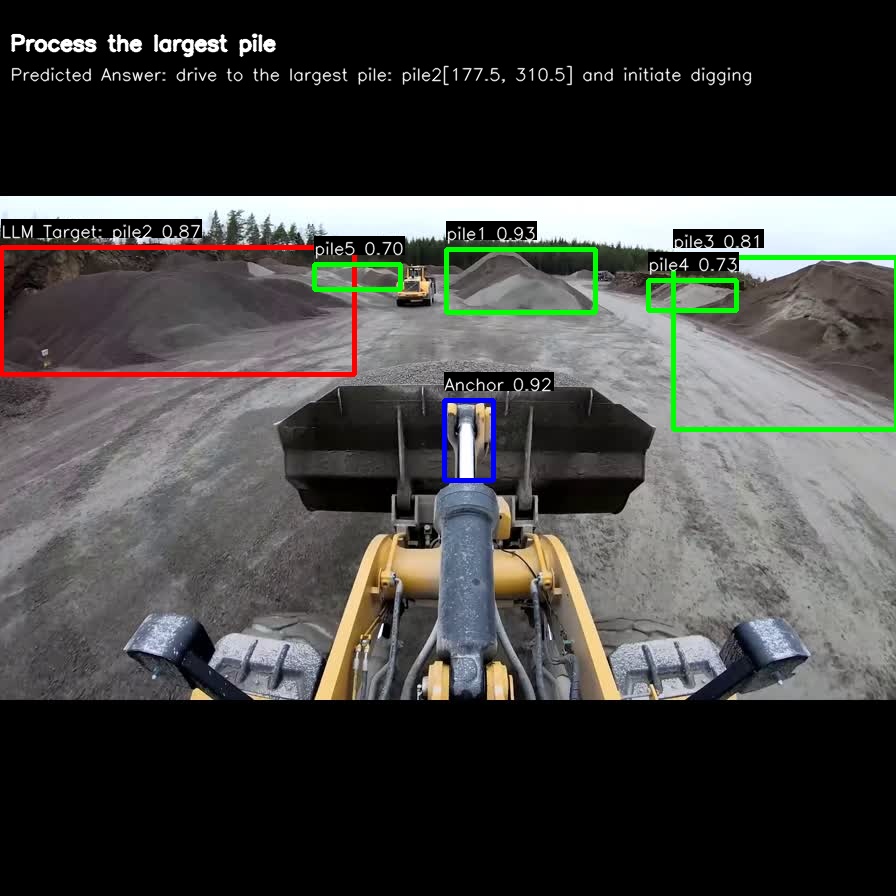 Process the largest pile
Predicted Answer: drive to the largest pile: pile2[177.5, 310.5] and initiate digging
LLM Target: pile2 0.87
pile5 0.70
pile1 0.93
pile3 0.81
pile4 0.73
Anchor 0.92